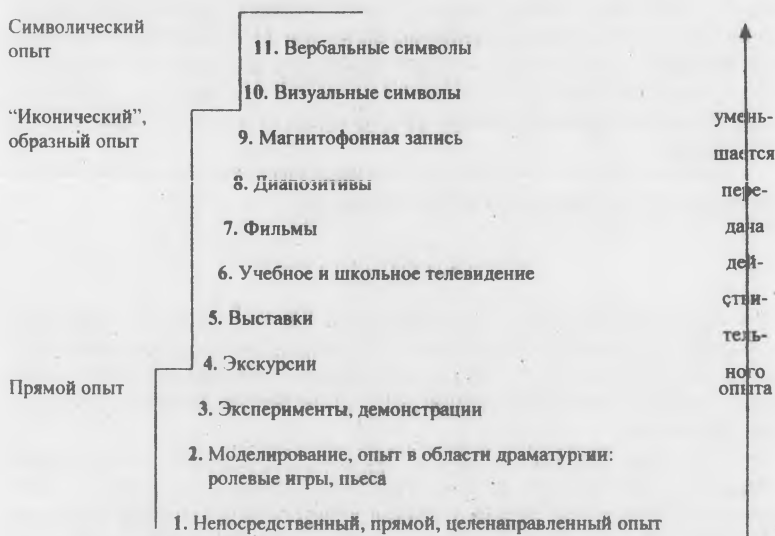 Символический
опыт
11. Вербальные символы
10. Визуальные символы
“Иконический”,
образный опыт
9. Магнитофонная запись
8. Диапозитивы
7. Фильмы
6. Учебное и школьное телевидение
5. Выставки
4. Экскурсии
Прямой опыт
3. Эксперименты, демонстрации
2. Моделирование, опыт в области драматургии:
ролевые игры, пьеса
1. Непосредственный, прямой, целенаправленный опыт
умень-
шается
пере-
дача
дей-
стви-
тель-
ного
опыта